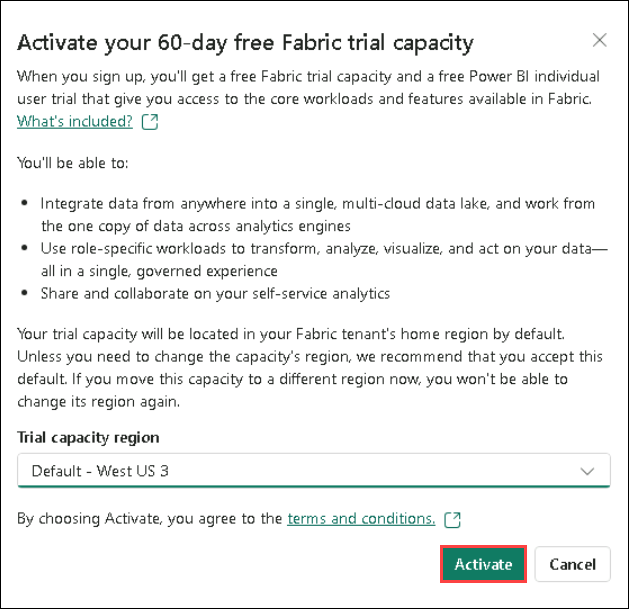 Activate your 60-day free Fabric trial capacity
When you sign up, you'll get a free Fabric trial capacity and a free Power BI individual
user trial that give you access to the core workloads and features available in Fabric.
What's included?
You'll be able to:
• Integrate data from anywhere into a single, multi-cloud data lake, and work from
the one copy of data across analytics engines
• Use role-specific workloads to transform, analyze, visualize, and act on your data—
all in a single, governed experience
• Share and collaborate on your self-service analytics
Your trial capacity will be located in your Fabric tenant's home region by default.
Unless you need to change the capacity's region, we recommend that you accept this
default. If you move this capacity to a different region now, you won't be able to
change its region again.
Trial capacity region
Default - West US 3
By choosing Activate, you agree to the terms and conditions.
Activate Cancel